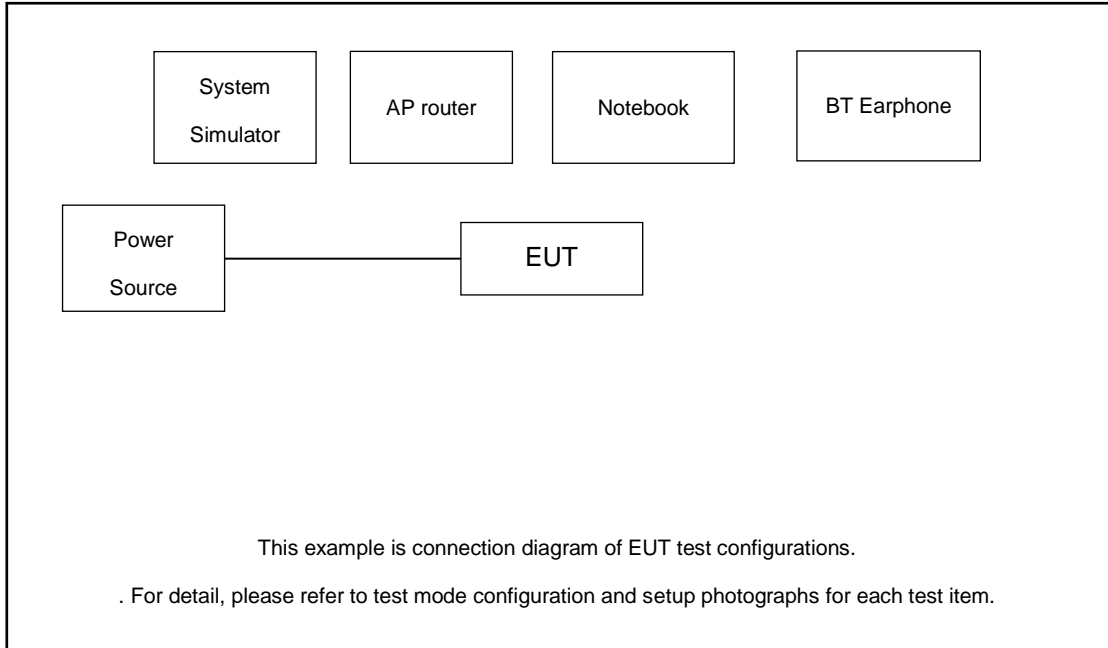 System
Simulator
AP router
Notebook
BT Earphone
Power
Source
EUT
This example is connection diagram of EUT test configurations.
. For detail, please refer to test mode configuration and setup photographs for each test item.